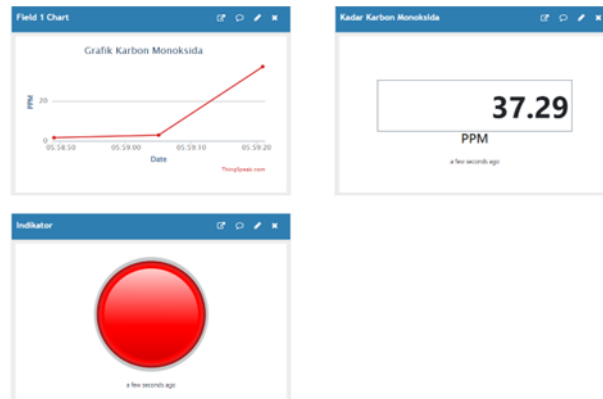 Field 1 Chart
Grafik Karbon Monoksida
PPM
20
0
05:58:50 05:59:00 05:59:10 05:59:20
Date
ThingSpeak.com
Kadar Karbon Monoksida
37.29
PPM
a few seconds ago
Indikator
a few seconds ago